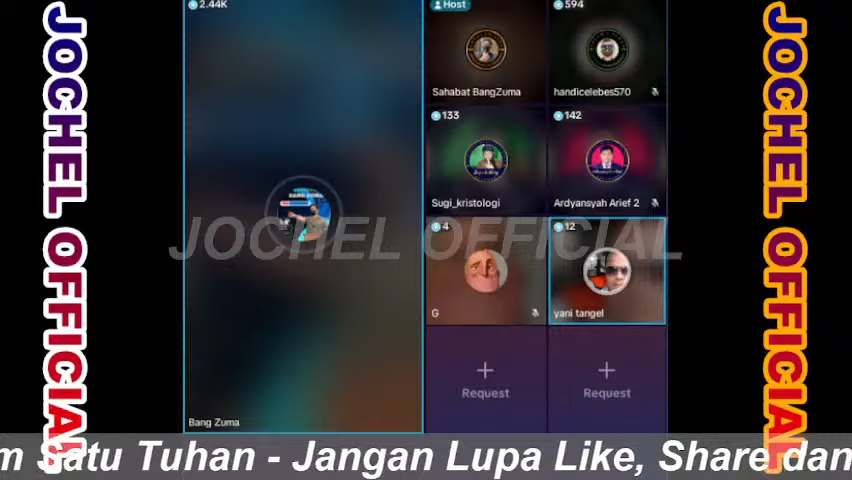 JOCHEL OFFICIAL
2.44K
Bang Zuma
Host
Sahabat BangZuma
594
handicelebes570
133
Sugi_kristologi
142
Ardyansyah Arief 2
4
G
12
yani tangel
+
Request
+
Request
JOCHEL OFFICIAL
JOCHEL OFFICIAL
m Satu Tuhan - Jangan Lupa Like, Share dan